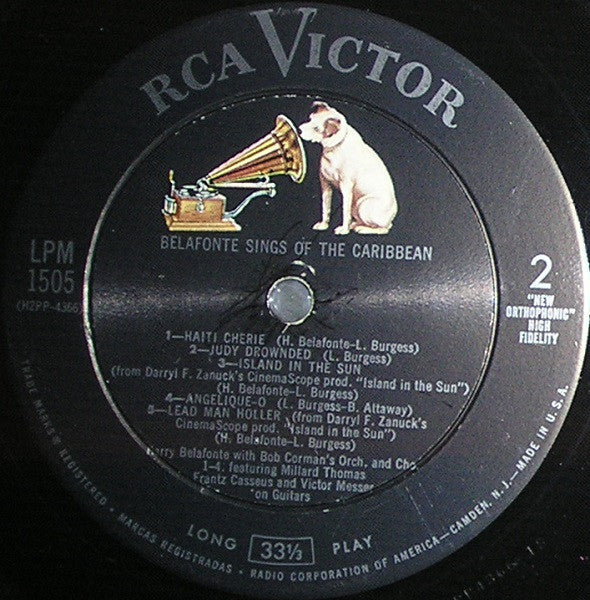 RCA VICTOR
BELAFONTE SINGS OF THE CARIBBEAN
LPM
1505
2
"NEW
ORTHOPHONIC"
HIGH
FIDELITY
1—HAITI CHERIE (H. Belafonte-L. Burgess)
2—JUDY DROWNDED (L. Burgess)
3—ISLAND IN THE SUN
(from Darryl F. Zanuck's CinemaScope prod. "Island in the Sun")
(H. Belafonte-L. Burgess)
4—ANGELIQUE-O (L. Burgess-B. Attaway)
5—LEAD MAN HOLLER (from Darryl F. Zanuck's
CinemaScope prod. "Island in the Sun")
(H. Belafonte-L. Burgess)
arry Belafonte with Bob Corman's Orch. and Cho
1-4. featuring Millard Thomas
Frantz Casseus and Victor Messer
on Guitars
LONG 33⅓ PLAY
TRADE MARKS ® REGISTERED • MARCAS REGISTRADAS • RADIO CORPORATION OF AMERICA—CAMDEN, N. J.—MADE IN U. S. A.